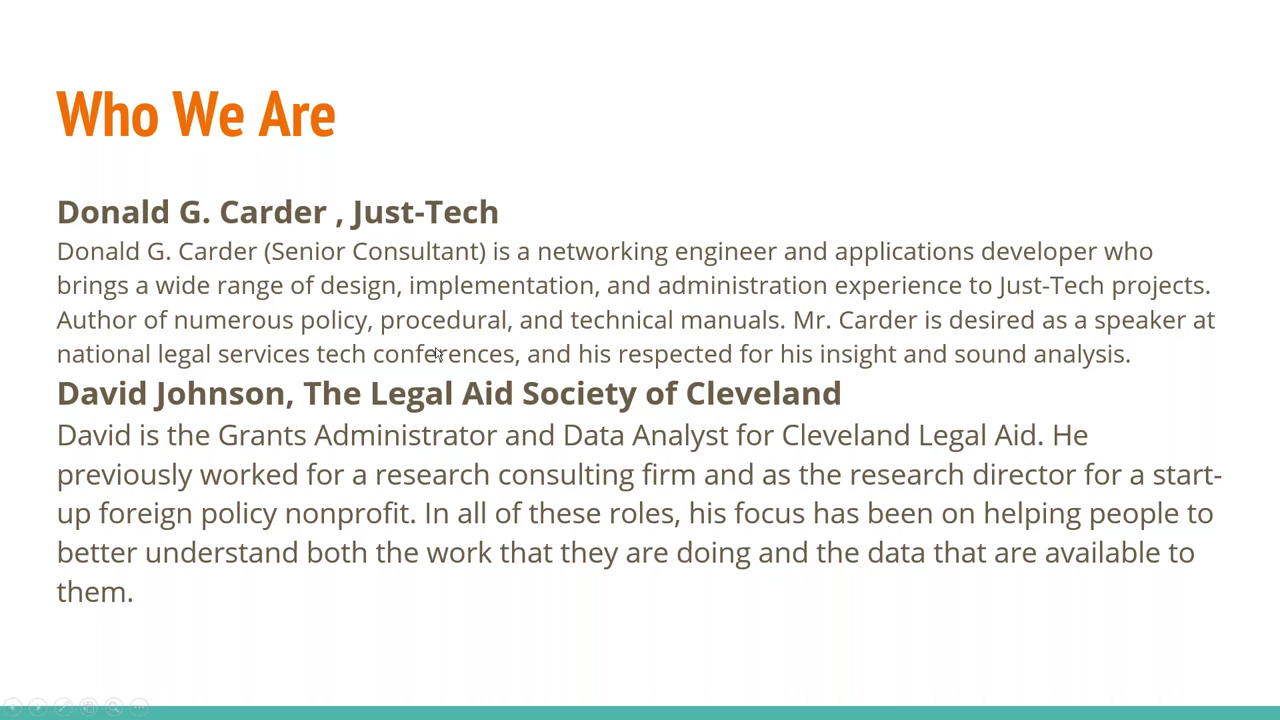 Who We Are
Donald G. Carder , Just-Tech
Donald G. Carder (Senior Consultant) is a networking engineer and applications developer who
brings a wide range of design, implementation, and administration experience to Just-Tech projects.
Author of numerous policy, procedural, and technical manuals. Mr. Carder is desired as a speaker at
national legal services tech conferences, and his respected for his insight and sound analysis.
David Johnson, The Legal Aid Society of Cleveland
David is the Grants Administrator and Data Analyst for Cleveland Legal Aid. He
previously worked for a research consulting firm and as the research director for a start-
up foreign policy nonprofit. In all of these roles, his focus has been on helping people to
better understand both the work that they are doing and the data that are available to
them.